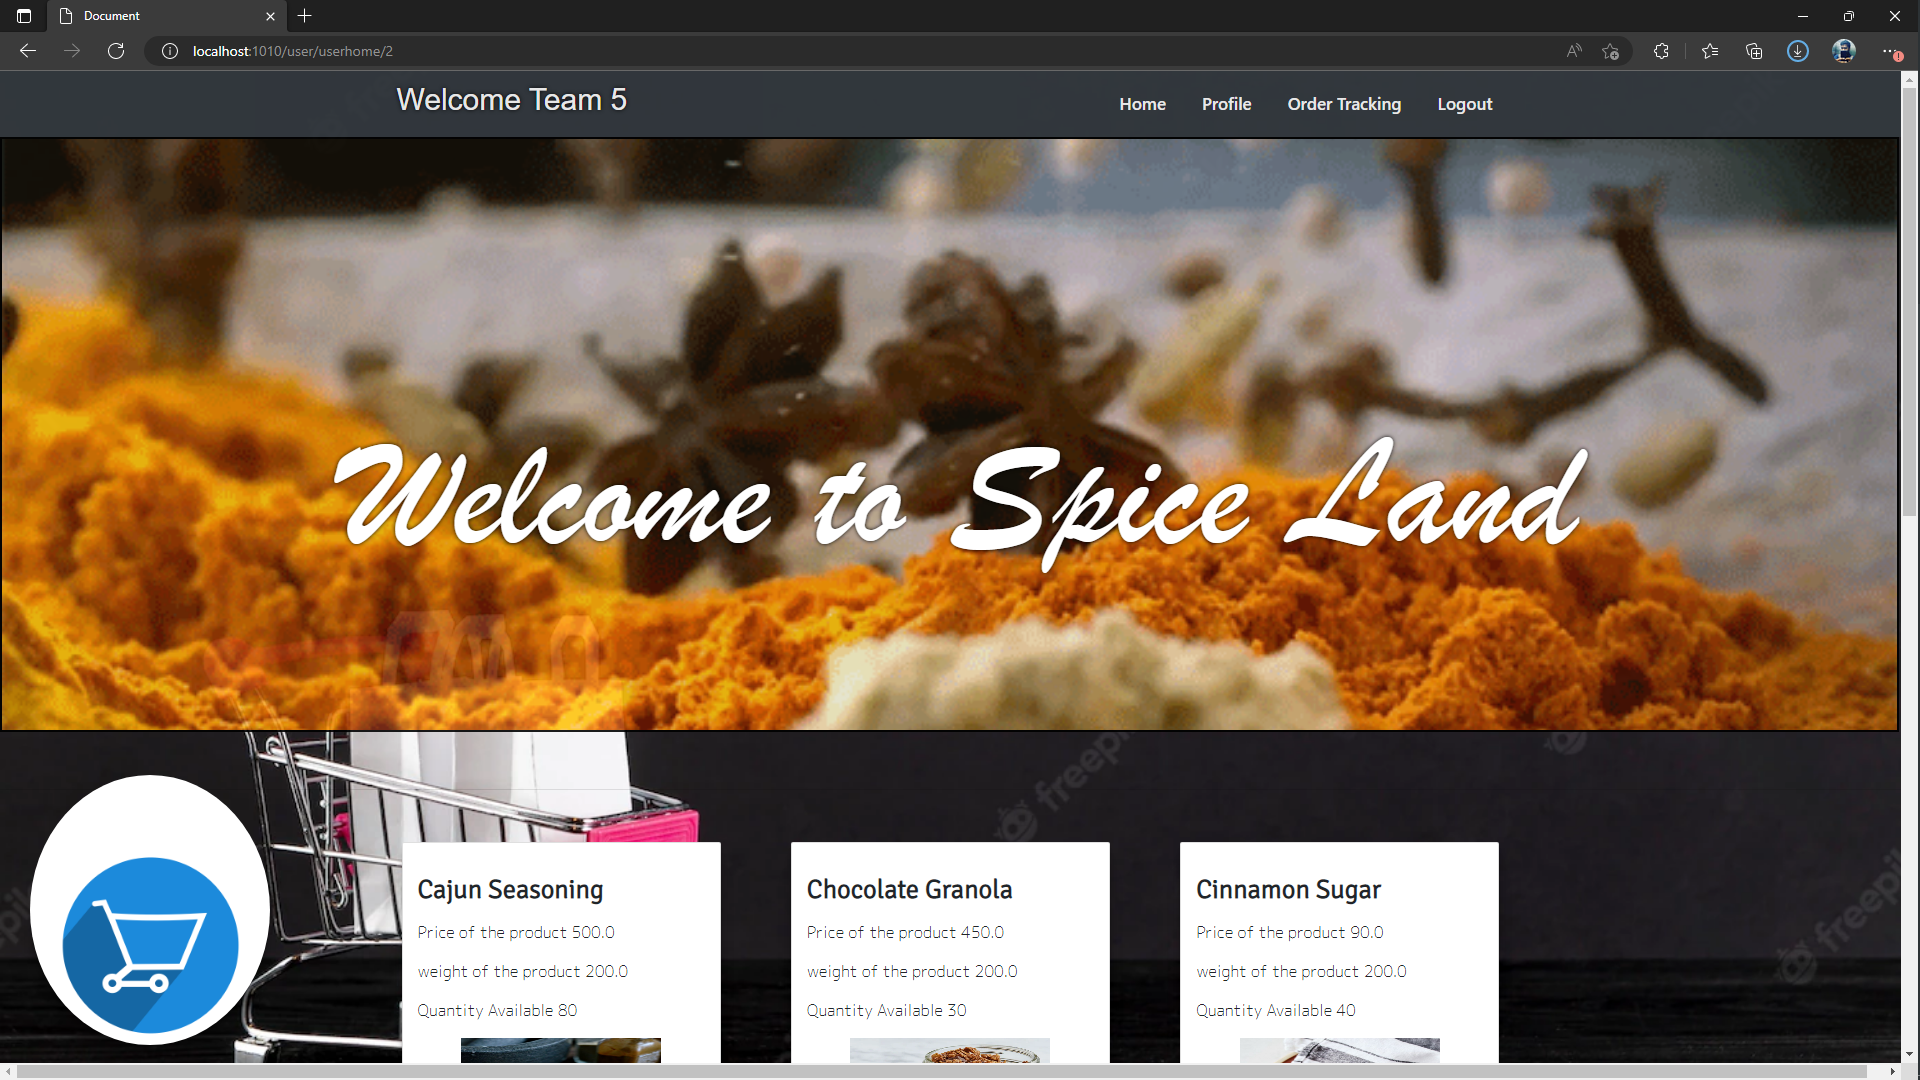 Document
localhost:1010/user/userhome/2
Welcome Team 5
Home
Profile
Order Tracking
Logout
Welcome to Spice Land
freepik
Cajun Seasoning
Price of the product 500.0
weight of the product 200.0
Quantity Available 80
Chocolate Granola
Price of the product 450.0
weight of the product 200.0
Quantity Available 30
Cinnamon Sugar
Price of the product 90.0
weight of the product 200.0
Quantity Available 40